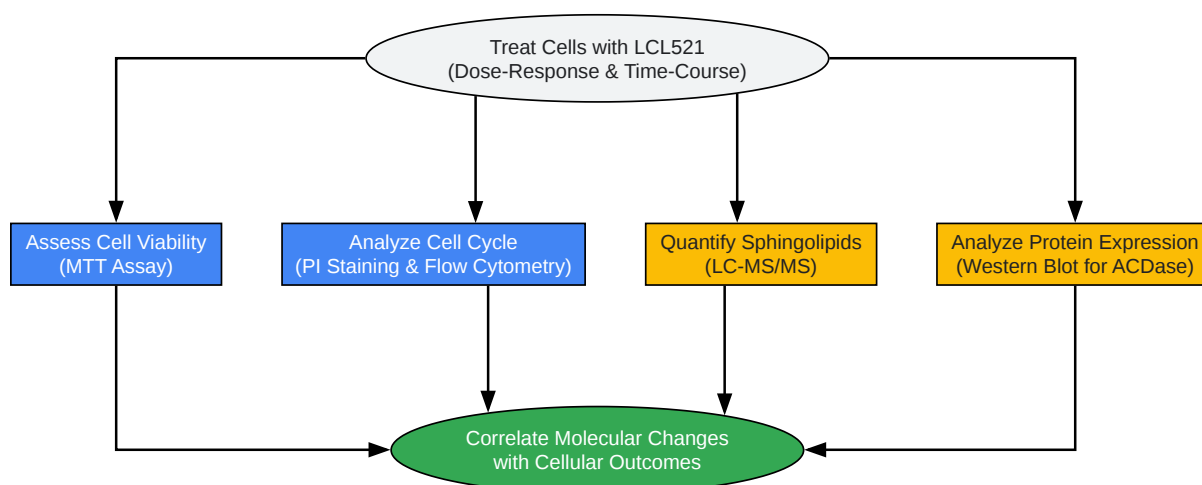 Treat Cells with LCL521
(Dose-Response & Time-Course)
Assess Cell Viability
(MTT Assay)
Analyze Cell Cycle
(PI Staining & Flow Cytometry)
Quantify Sphingolipids
(LC-MS/MS)
Analyze Protein Expression
(Western Blot for ACDase)
Correlate Molecular Changes
with Cellular Outcomes